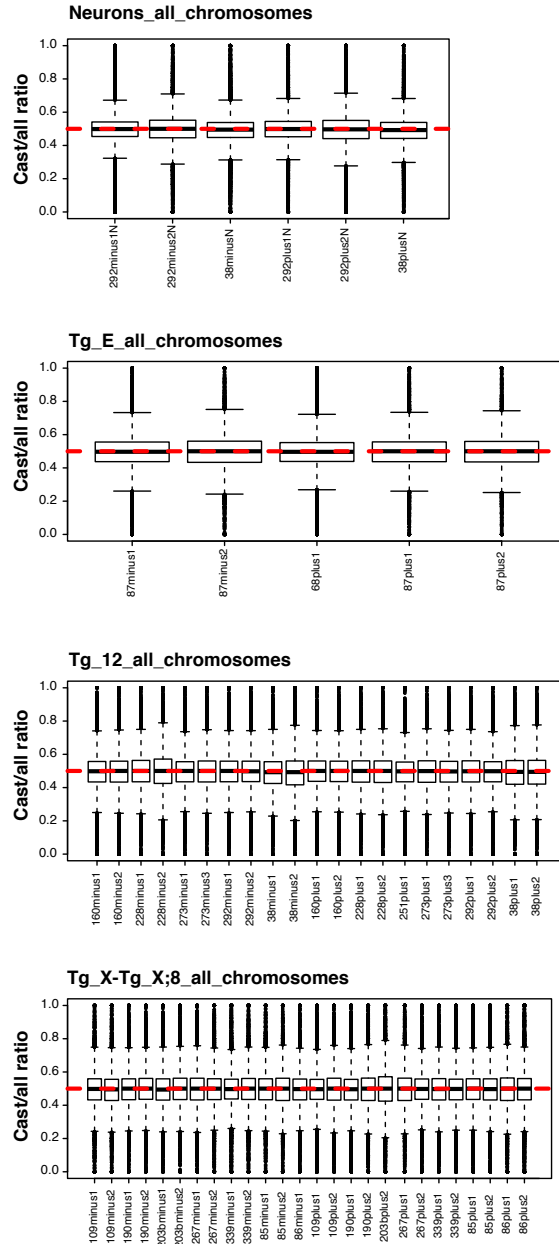 Neurons_all_chromosomes
Cast/all ratio
1.0
0.8
0.6
0.4
0.2
0.0
292minus1N
292minus2N
38minusN
292plus1N
292plus2N
38plusN
Tg_E_all_chromosomes
Cast/all ratio
1.0
0.8
0.6
0.4
0.2
0.0
87minus1
87minus2
68plus1
87plus1
87plus2
Tg_12_all_chromosomes
Cast/all ratio
1.0
0.8
0.6
0.4
0.2
0.0
160minus1
160minus2
228minus1
228minus2
273minus1
273minus3
292minus1
292minus2
38minus1
38minus2
160plus1
160plus2
228plus1
228plus2
251plus1
273plus1
273plus3
292plus1
292plus2
38plus1
38plus2
Tg_X-Tg_X;8_all_chromosomes
Cast/all ratio
1.0
0.8
0.6
0.4
0.2
0.0
109minus1
109minus2
190minus1
190minus2
203bminus1
203bminus2
267minus1
267minus2
339minus1
339minus2
85minus1
85minus2
86minus1
109plus1
109plus2
190plus1
190plus2
203bplus2
267plus1
267plus2
339plus1
339plus2
85plus1
85plus2
86plus1
86plus2